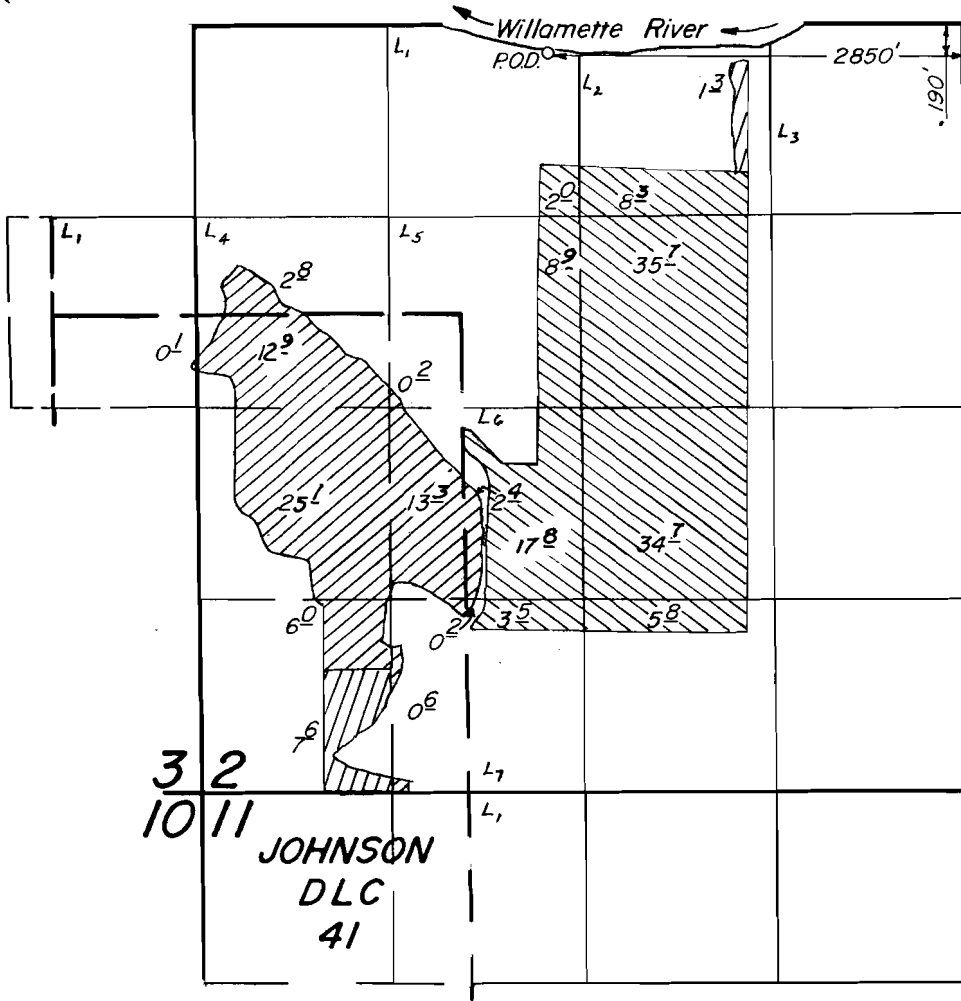 Willamette River
L₁
P.O.D.
2850'
190'
L₂
1 3
L₃
2 0
8 3
L₁
L₄
L₅
8 9
35 7
2 8
0 1
12 9
0 2
L₆
25 1
13 3
2 4
17 8
34 7
6 0
0 2
3 5
5 8
0 6
7 6
3 2
L₇
10 11
L₁
JOHNSON
DLC
41